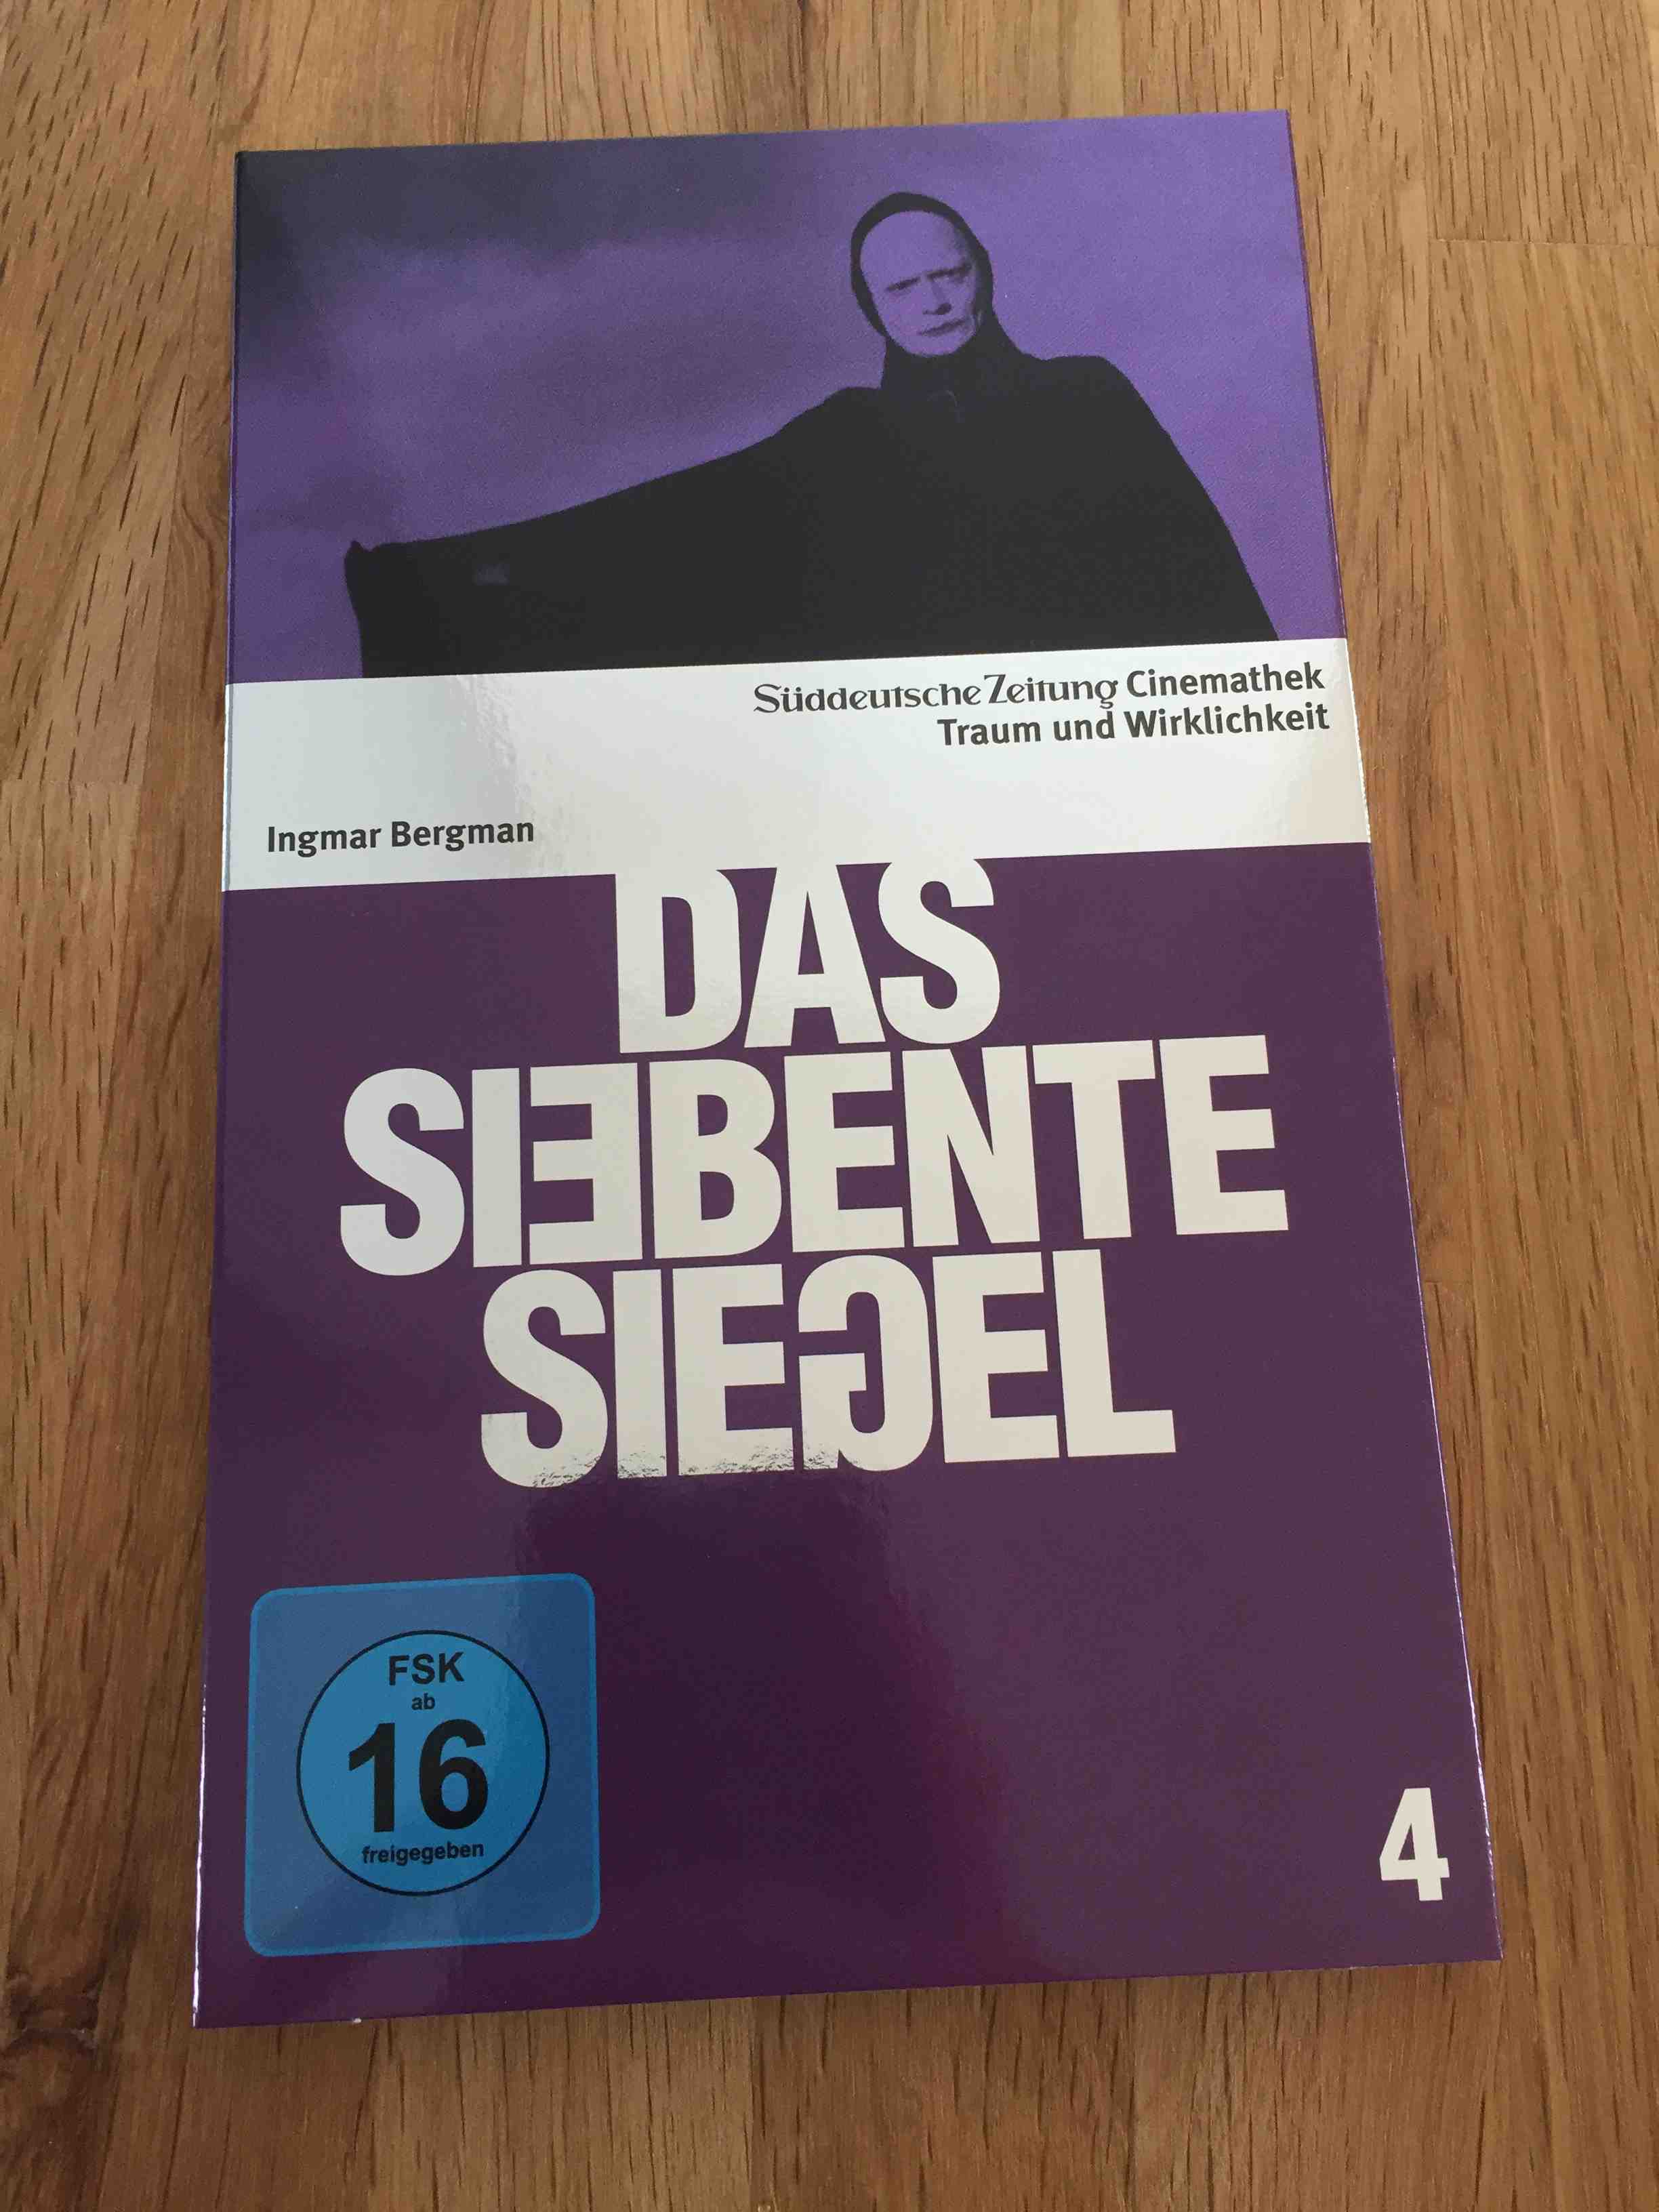 Süddeutsche Zeitung Cinemathek
Traum und Wirklichkeit
Ingmar Bergman
DAS
SIEBENTE
SIEGEL
FSK
ab
16
freigegeben
4